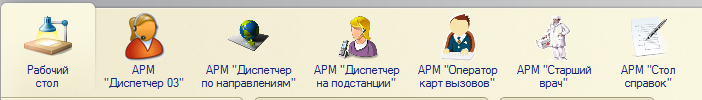 Рабочий стол
АРМ "Диспетчер 03"
АРМ "Диспетчер по направлениям"
АРМ "Диспетчер на подстанции"
АРМ "Оператор карт вызовов"
АРМ "Старший врач"
АРМ "Стол справок"